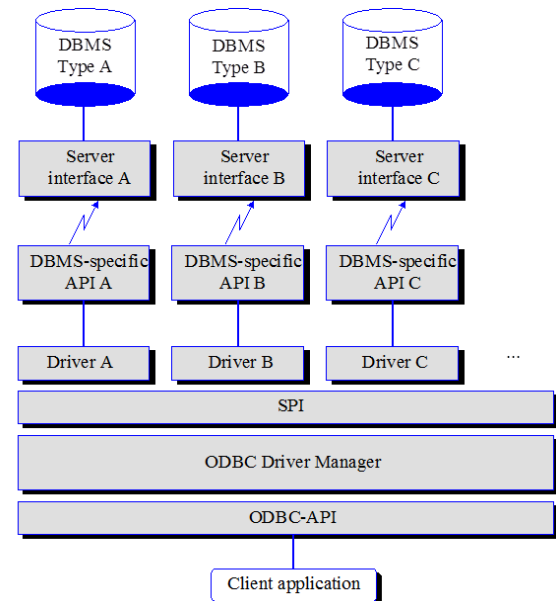 DBMS
Type A
DBMS
Type B
DBMS
Type C
Server
interface A
Server
interface B
Server
interface C
DBMS-specific
API A
DBMS-specific
API B
DBMS-specific
API C
Driver A
Driver B
Driver C
...
SPI
ODBC Driver Manager
ODBC-API
Client application